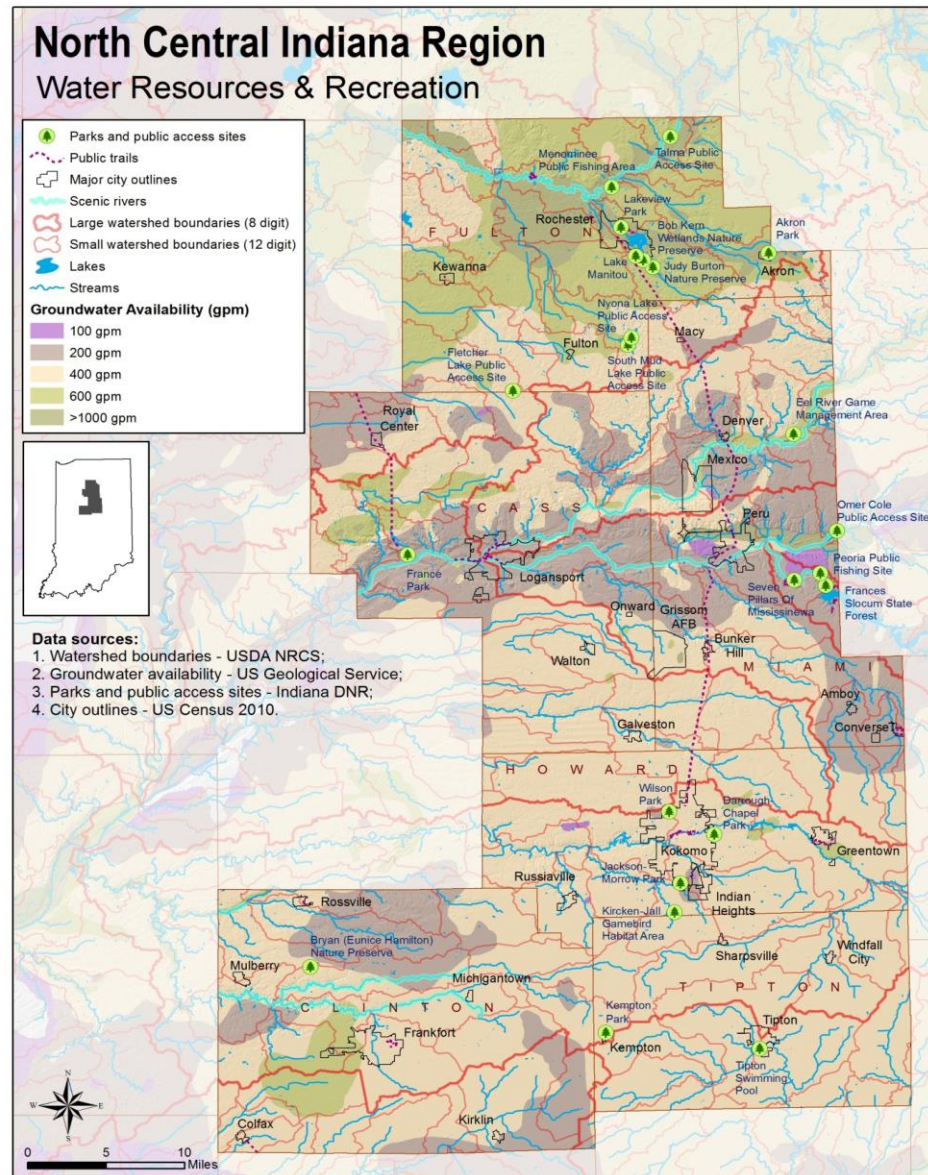 North Central Indiana Region
Water Resources & Recreation
Parks and public access sites
Public trails
Major city outlines
Scenic rivers
Large watershed boundaries (8 digit)
Small watershed boundaries (12 digit)
Lakes
Streams
Groundwater Availability (gpm)
100 gpm
200 gpm
400 gpm
600 gpm
>1000 gpm
Data sources:
1. Watershed boundaries - USDA NRCS;
2. Groundwater availability - US Geological Service;
3. Parks and public access sites - Indiana DNR;
4. City outlines - US Census 2010.
Menominee
Public Fishing Area
Talma Public
Access Site
Lakeview
Park
Rochester
FULTON
Bob Kern
Wetlands Nature
Preserve
Akron
Park
Kewanna
Lake
Manitou
Judy Burton
Nature Preserve
Akron
Nyona Lake
Public Access
Site
Macy
Fulton
South Mud
Lake Public
Access Site
Fletcher
Lake Public
Access Site
Royal
Center
Denver
Eel River Game
Management Area
Mexico
CASS
Peru
Omer Cole
Public Access Site
France
Park
Logansport
Peoria Public
Fishing Site
Seven
Pillars Of
Mississinewa
Frances
Slocum State
Forest
Onward
Grissom
AFB
Walton
Bunker
Hill
MIAMI
Amboy
Converse
Galveston
HOWARD
Wilson
Park
Darrough
Chapel
Park
Kokomo
Greentown
Russiaville
Jackson-
Morrow Park
Indian
Heights
Kircken-Jall
Gamebird
Habitat Area
Rossville
Bryan (Eunice Hamilton)
Nature Preserve
Sharpsville
Windfall
City
Mulberry
Michigantown
TIPTON
CLINTON
Kempton
Park
Frankfort
Kempton
Tipton
Tipton
Swimming
Pool
Colfax
Kirklin
N
W E
S
0 5 10
Miles